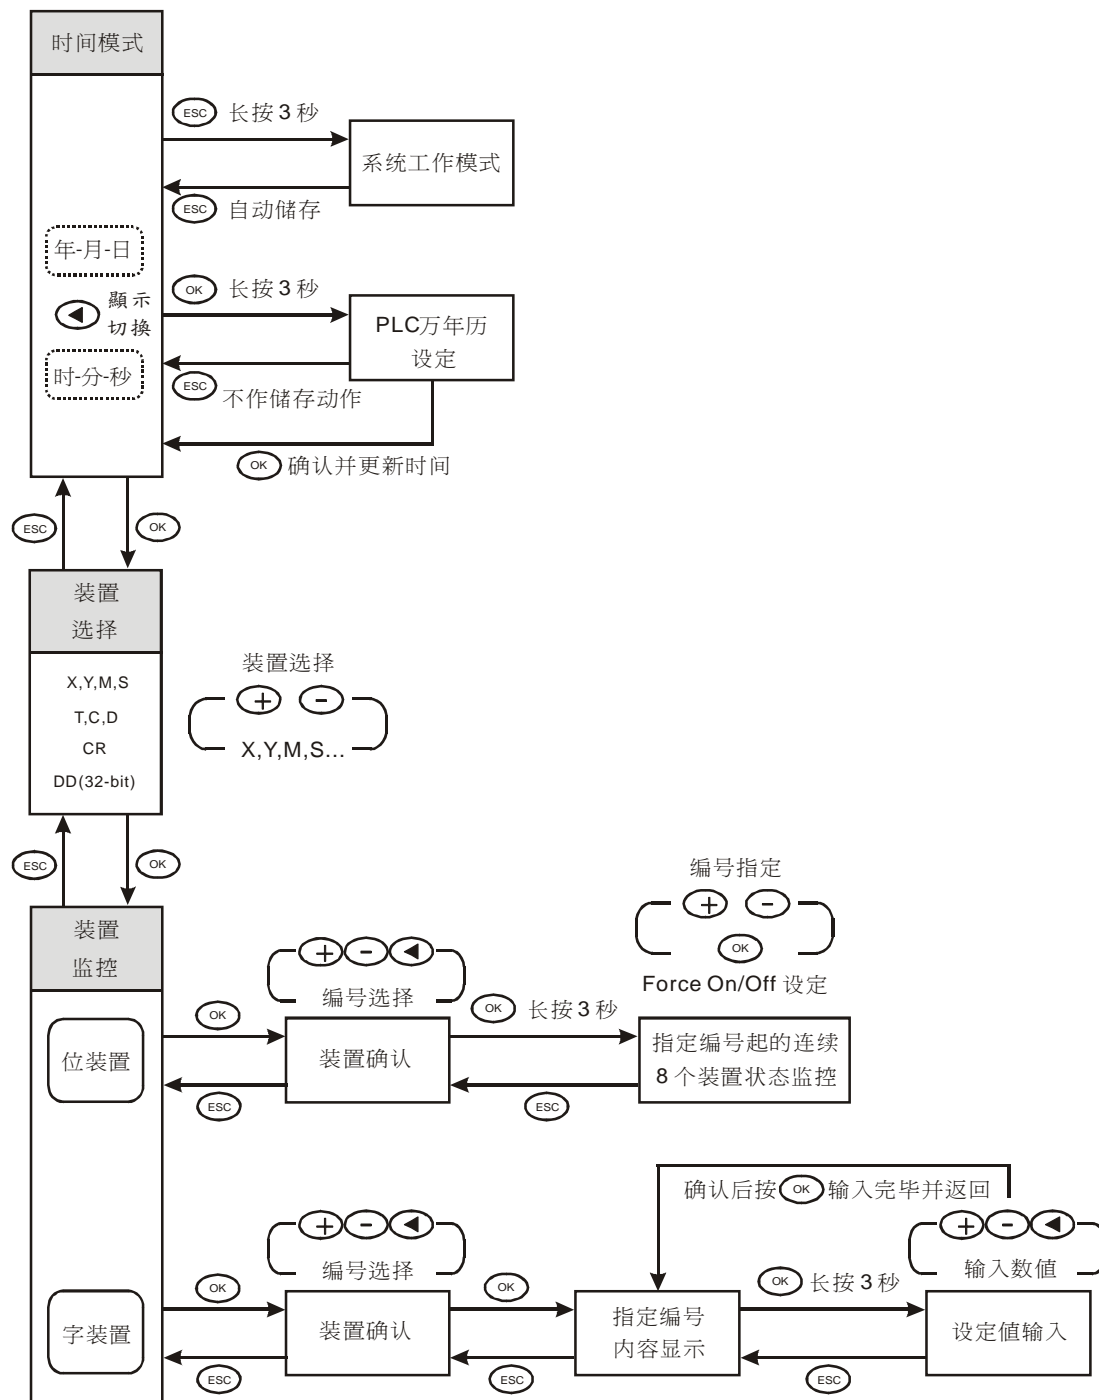 时间模式
ESC 长按 3 秒
系统工作模式
ESC 自动储存
年-月-日
OK 长按 3 秒
顯示
切換
PLC万年历
设定
时-分-秒
ESC 不作储存动作
OK 确认并更新时间
ESC
OK
装置
选择
X,Y,M,S
T,C,D
CR
DD(32-bit)
装置选择
+ -
X,Y,M,S...
ESC
OK
装置
监控
编号指定
+ -
OK
Force On/Off 设定
+ -
编号选择
位装置
OK
装置确认
OK 长按 3 秒
指定编号起的连续
8 个装置状态监控
ESC
ESC
确认后按 OK 输入完毕并返回
+ -
编号选择
+ -
输入数值
字装置
OK
装置确认
OK
指定编号
内容显示
OK 长按 3 秒
设定值输入
ESC
ESC
ESC